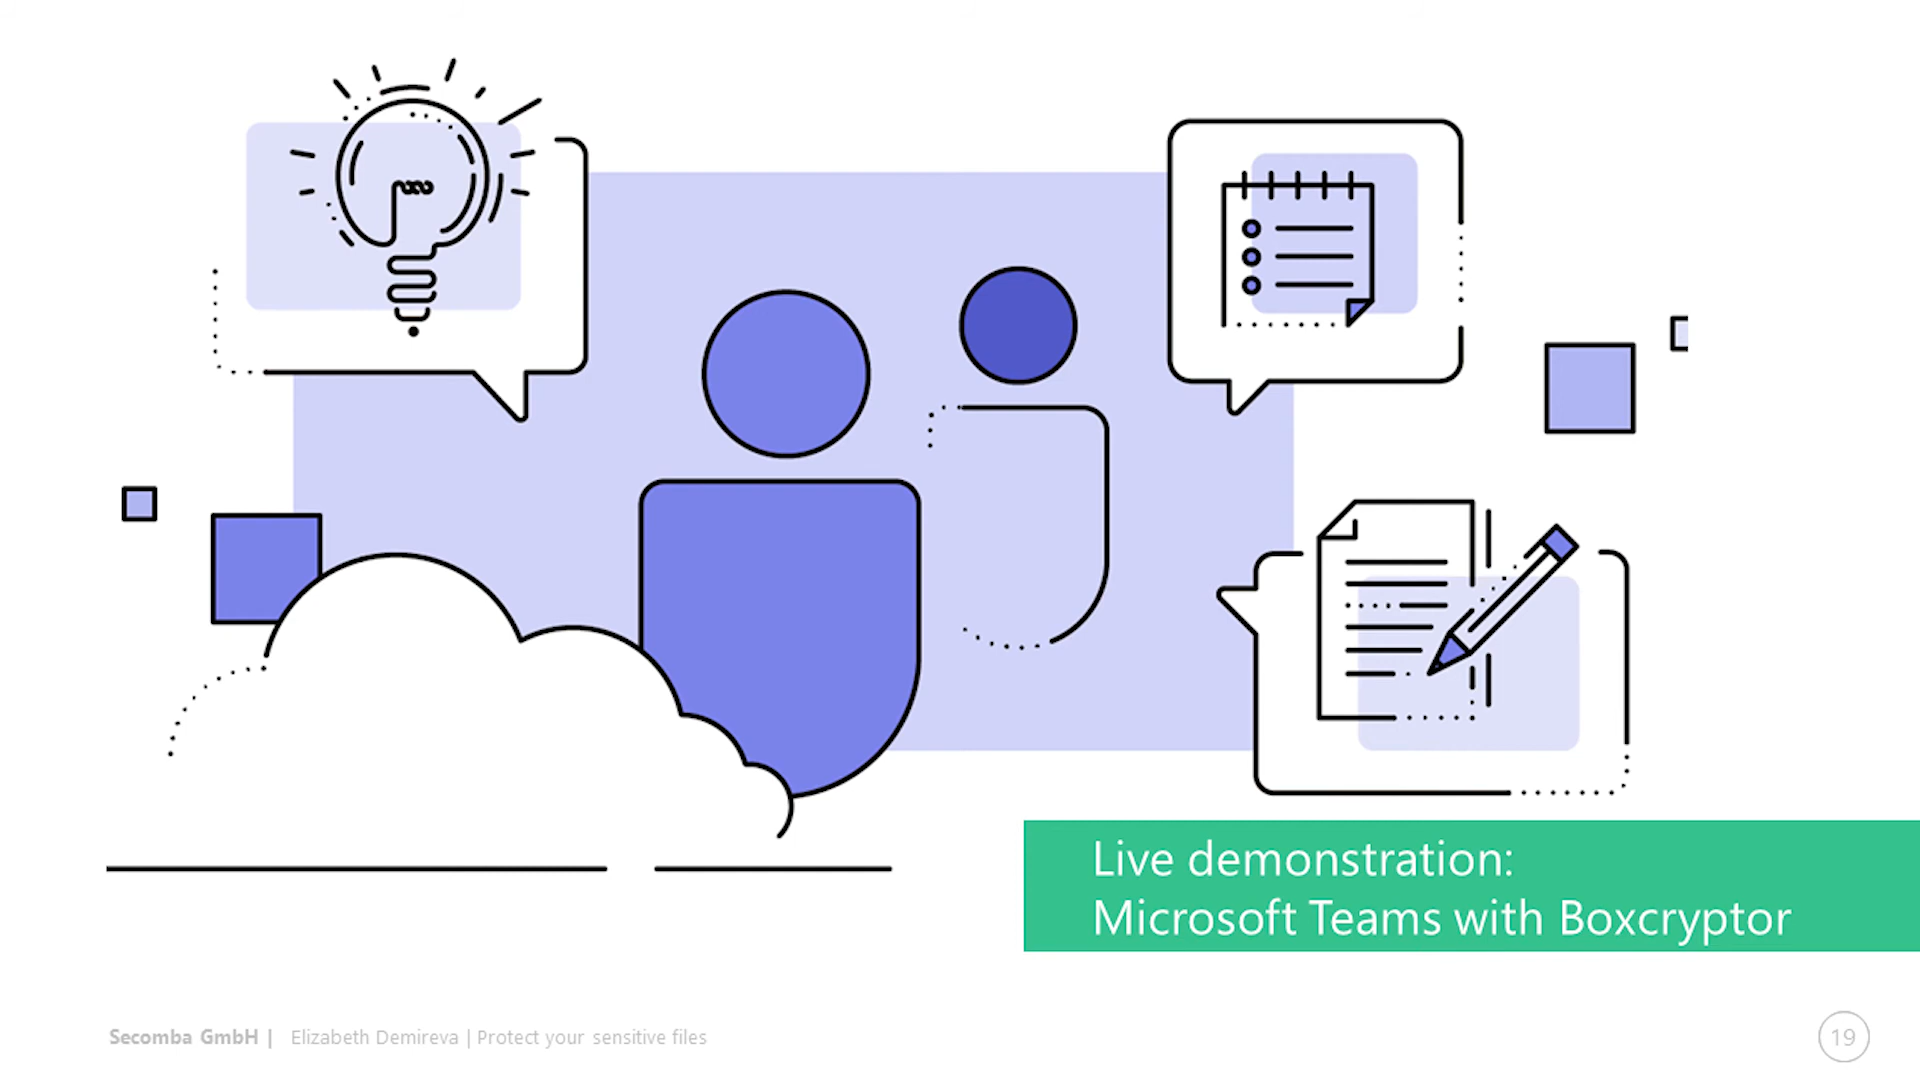 Live demonstration:
Microsoft Teams with Boxcryptor
Secomba GmbH | Elizabeth Demireva | Protect your sensitive files
19